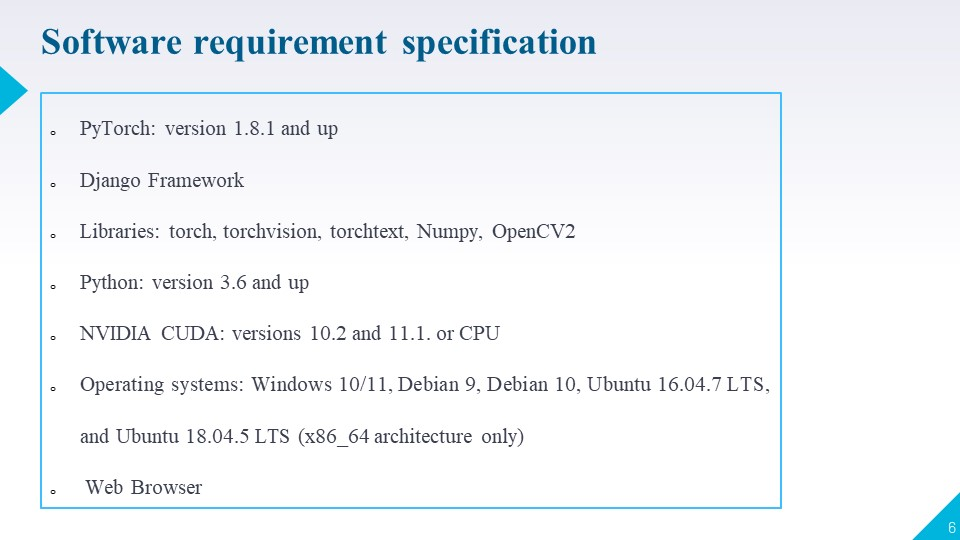 Software requirement specification
PyTorch: version 1.8.1 and up
Django Framework
Libraries: torch, torchvision, torchtext, Numpy, OpenCV2
Python: version 3.6 and up
NVIDIA CUDA: versions 10.2 and 11.1. or CPU
Operating systems: Windows 10/11, Debian 9, Debian 10, Ubuntu 16.04.7 LTS,
and Ubuntu 18.04.5 LTS (x86_64 architecture only)
Web Browser
6